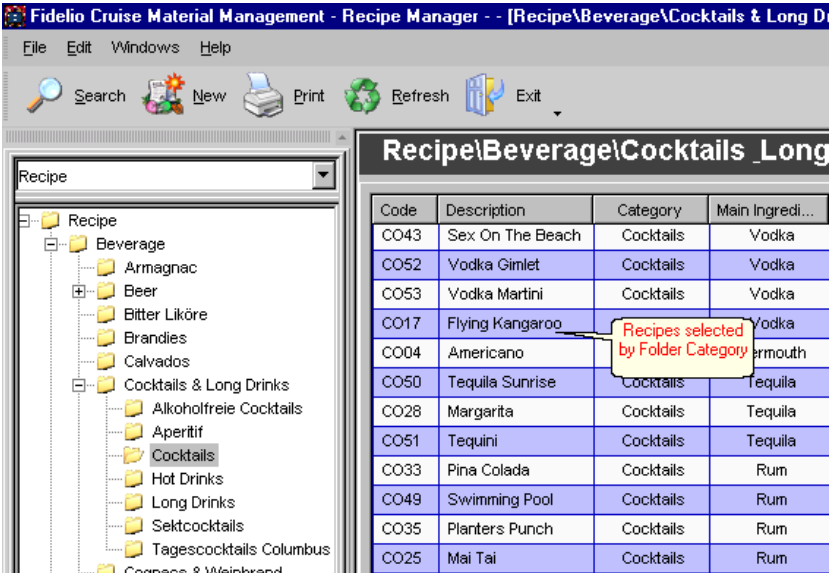 Fidelio Cruise Material Management - Recipe Manager - - [Recipe\Beverage\Cocktails & Long D
File Edit Windows Help
Search New Print Refresh Exit
Recipe
Recipe
Beverage
Armagnac
Beer
Bitter Liköre
Brandies
Calvados
Cocktails & Long Drinks
Alkoholfreie Cocktails
Aperitif
Cocktails
Hot Drinks
Long Drinks
Sektcocktails
Tagescocktails Columbus
Cognacs & Weinbrand
Recipe\Beverage\Cocktails _Long
Code Description Category Main Ingredi...
CO43 Sex On The Beach Cocktails Vodka
CO52 Vodka Gimlet Cocktails Vodka
CO53 Vodka Martini Cocktails Vodka
CO17 Flying Kangaroo Vodka
Recipes selected
by Folder Category
CO04 Americano ermouth
CO50 Tequila Sunrise Cocktails Tequila
CO28 Margarita Cocktails Tequila
CO51 Tequini Cocktails Tequila
CO33 Pina Colada Cocktails Rum
CO49 Swimming Pool Cocktails Rum
CO35 Planters Punch Cocktails Rum
CO25 Mai Tai Cocktails Rum